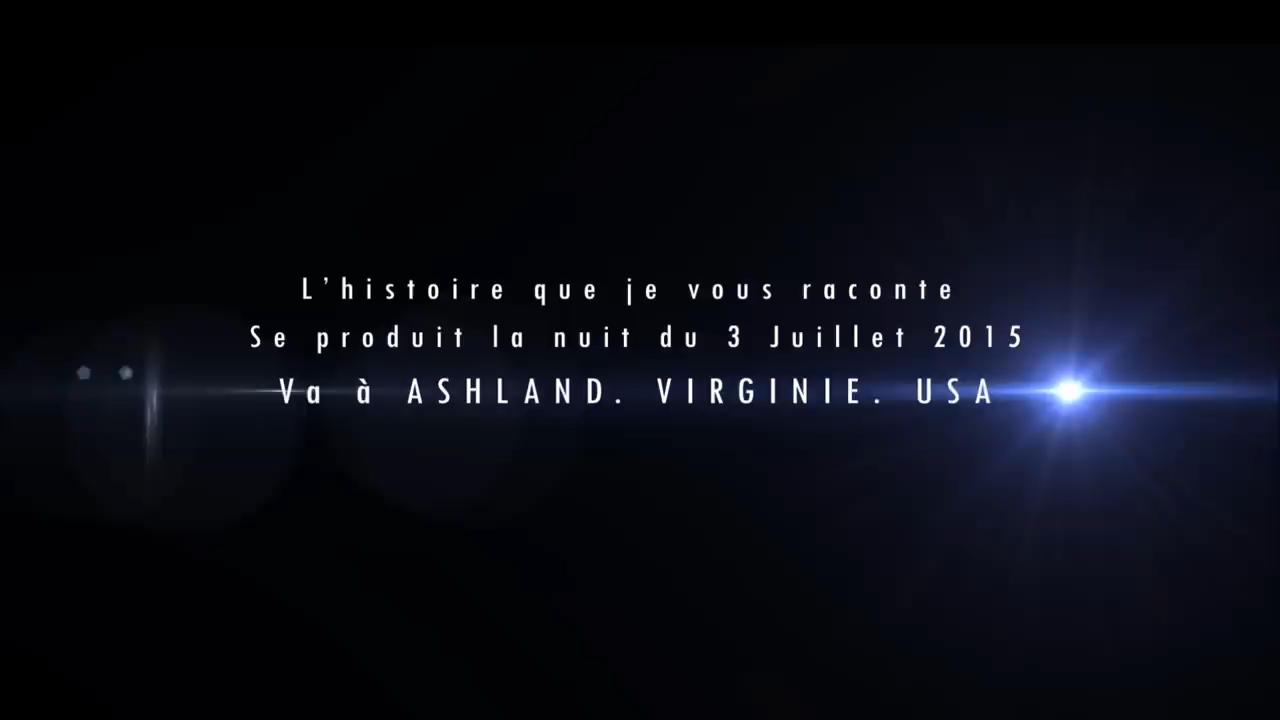 L'histoire que je vous raconte
Se produit la nuit du 3 Juillet 2015
Va à ASHLAND. VIRGINIE. USA